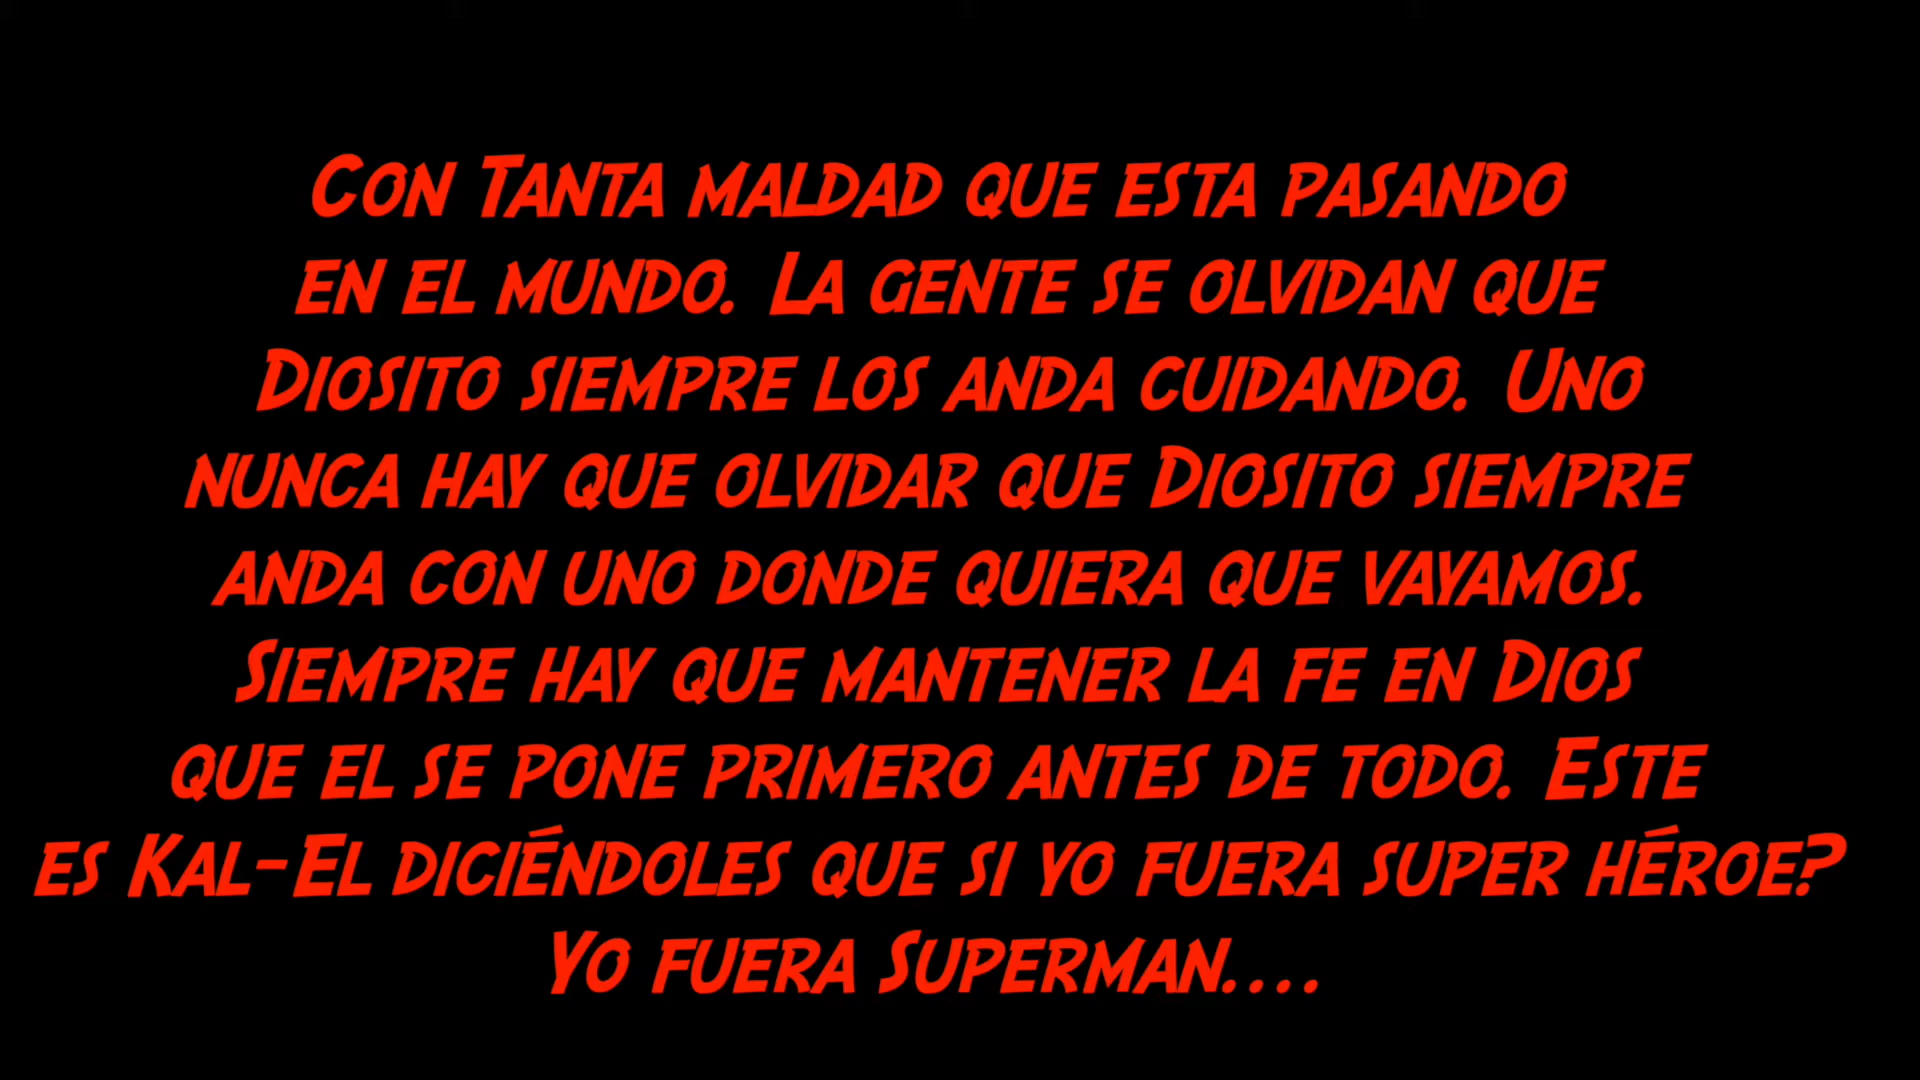 Con Tanta maldad que esta pasando
en el mundo. La gente se olvidan que
Diosito siempre los anda cuidando. Uno
nunca hay que olvidar que Diosito siempre
anda con uno donde quiera que vayamos.
Siempre hay que mantener la fe en Dios
que el se pone primero antes de todo. Este
es Kal-El diciéndoles que si yo fuera super héroe?
Yo fuera Superman....